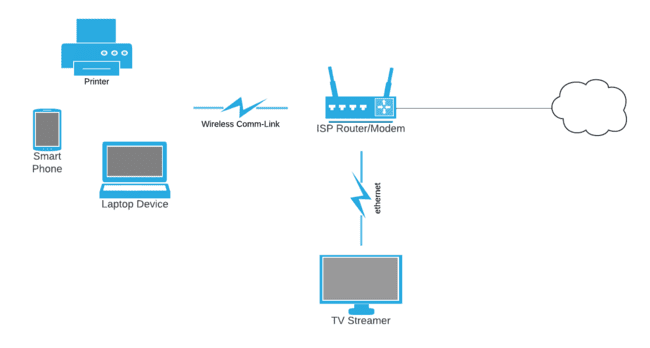 Printer
Wireless Comm-Link
ISP Router/Modem
Smart
Phone
Laptop Device
ethernet
TV Streamer